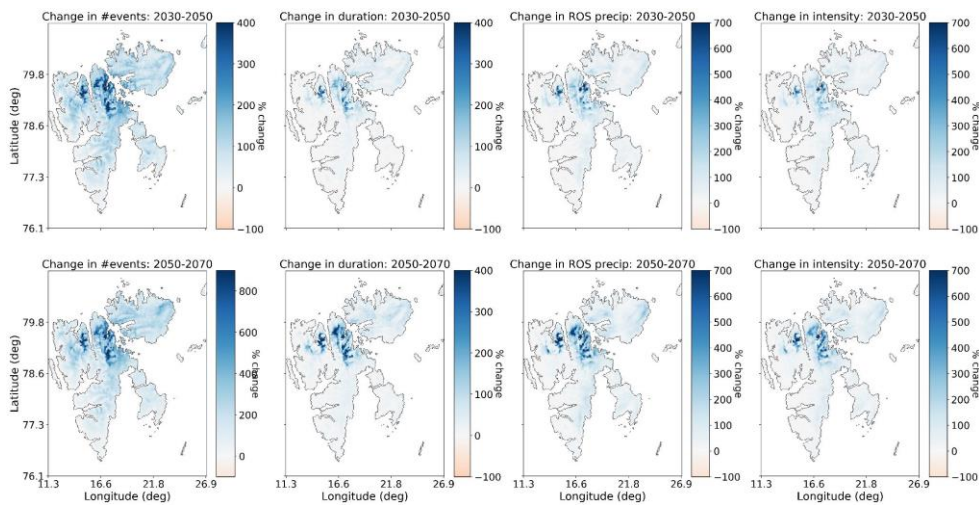 Change in #events: 2030-2050
Change in duration: 2030-2050
Change in ROS precip: 2030-2050
Change in intensity: 2030-2050
Latitude (deg)
79.8
78.6
77.3
76.1
400
300
200
100
0
−100
% change
400
300
200
100
0
−100
% change
700
600
500
400
300
200
100
0
−100
% change
700
600
500
400
300
200
100
0
−100
% change
Change in #events: 2050-2070
Change in duration: 2050-2070
Change in ROS precip: 2050-2070
Change in intensity: 2050-2070
Latitude (deg)
79.8
78.6
77.3
76.1
800
600
400
200
0
% change
400
300
200
100
0
−100
% change
700
600
500
400
300
200
100
0
−100
% change
700
600
500
400
300
200
100
0
−100
% change
11.3 16.6 21.8 26.9
11.3 16.6 21.8 26.9
11.3 16.6 21.8 26.9
11.3 16.6 21.8 26.9
Longitude (deg)
Longitude (deg)
Longitude (deg)
Longitude (deg)